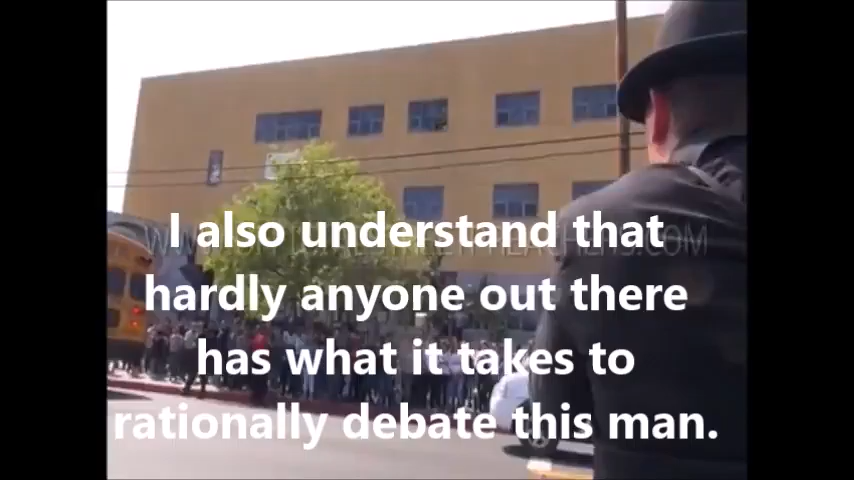 I also understand that
hardly anyone out there
has what it takes to
rationally debate this man.